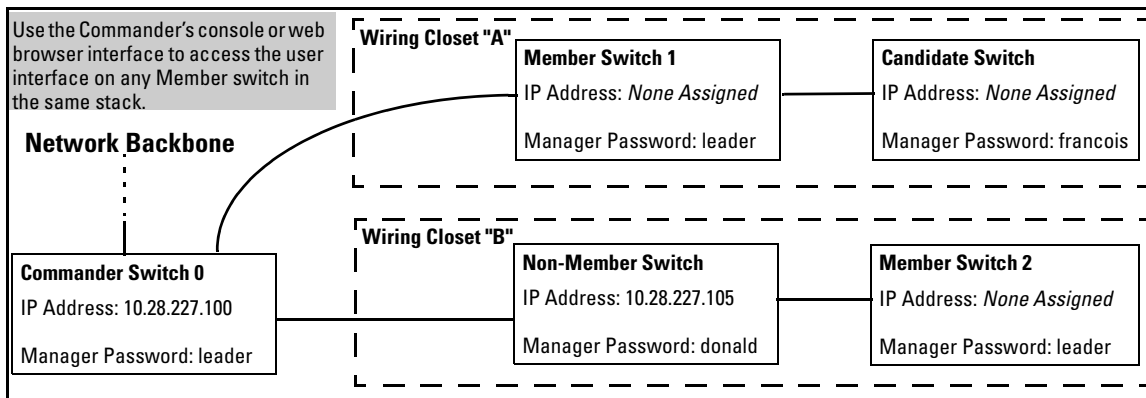 Use the Commander's console or web
browser interface to access the user
interface on any Member switch in
the same stack.
Network Backbone
Commander Switch 0
IP Address: 10.28.227.100
Manager Password: leader
Wiring Closet "A"
Member Switch 1
IP Address: None Assigned
Manager Password: leader
Candidate Switch
IP Address: None Assigned
Manager Password: francois
Wiring Closet "B"
Non-Member Switch
IP Address: 10.28.227.105
Manager Password: donald
Member Switch 2
IP Address: None Assigned
Manager Password: leader